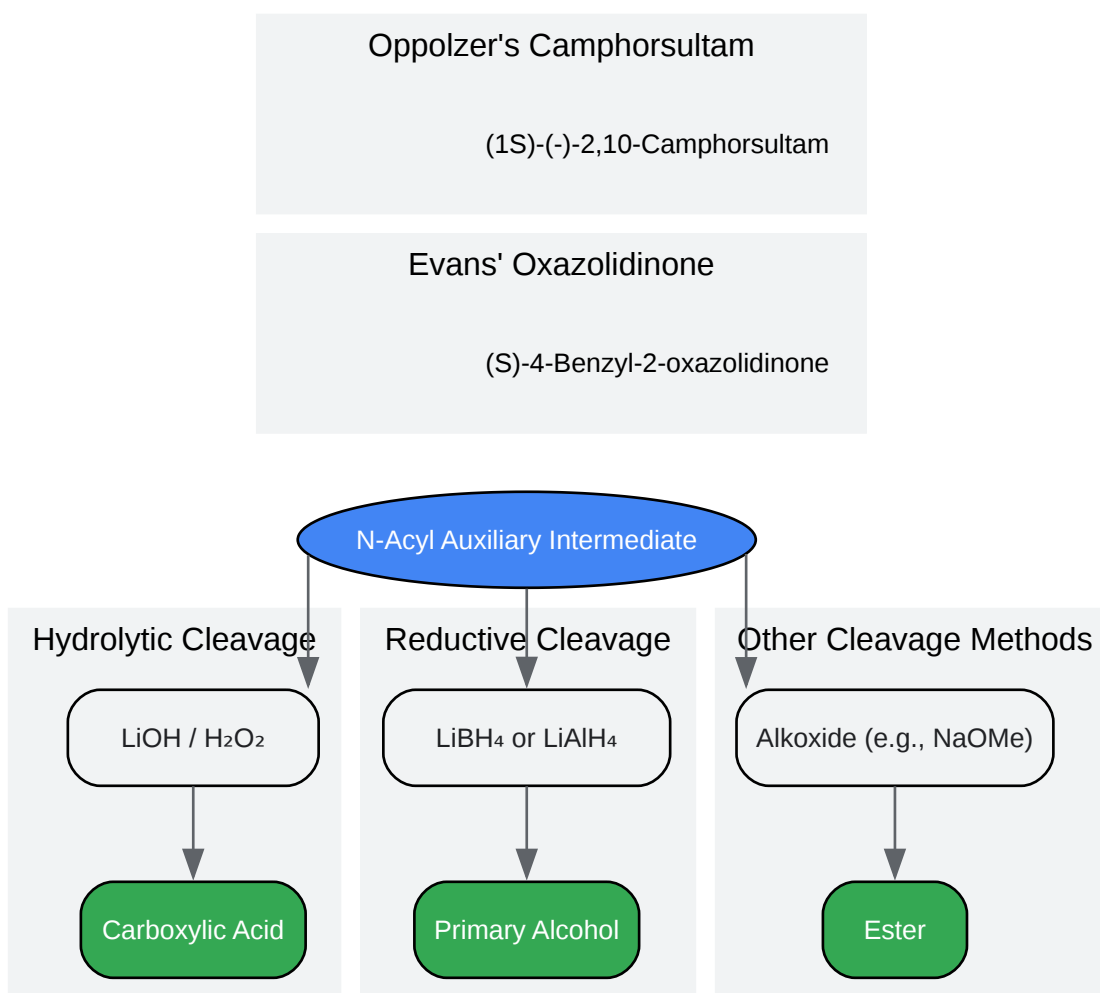 Oppolzer's Camphorsultam
(1S)-(-)-2,10-Camphorsultam
Evans' Oxazolidinone
(S)-4-Benzyl-2-oxazolidinone
N-Acyl Auxiliary Intermediate
Hydrolytic Cleavage
Reductive Cleavage
Other Cleavage Methods
LiOH / H₂O₂
LiBH₄ or LiAlH₄
Alkoxide (e.g., NaOMe)
Carboxylic Acid
Primary Alcohol
Ester